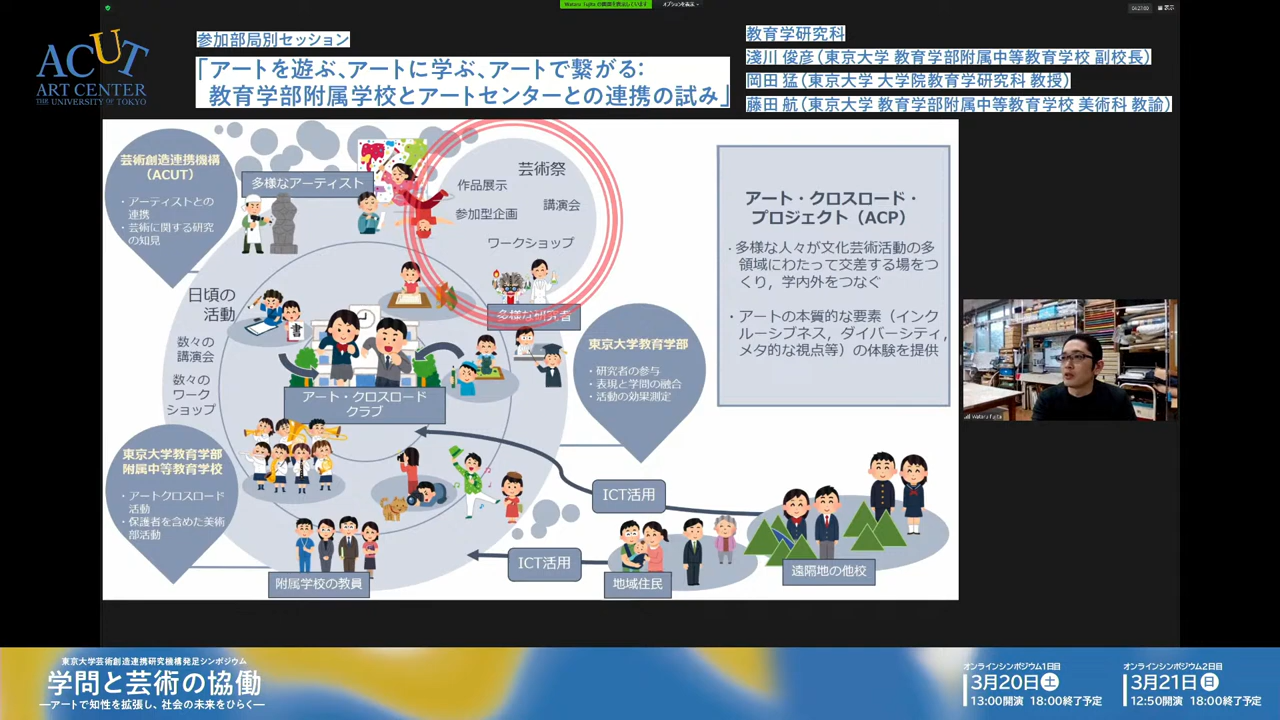 Wataru Fujita の画面を表示しています
オプションを表示
表示
ACUT
ART CENTER
THE UNIVERSITY OF TOKYO
参加部局別セッション
「アートを遊ぶ、アートに学ぶ、アートで繋がる:
教育学部附属学校とアートセンターとの連携の試み」
教育学研究科
淺川 俊彦(東京大学 教育学部附属中等教育学校 副校長)
岡田 猛(東京大学 大学院教育学研究科 教授)
藤田 航(東京大学 教育学部附属中等教育学校 美術科 教諭)
芸術創造連携機構
(ACUT)
・アーティストとの
連携
・芸術に関する研究
の知見
多様なアーティスト
芸術祭
作品展示
講演会
参加型企画
ワークショップ
多様な研究者
日頃の
活動
数々の
講演会
数々の
ワーク
ショップ
書
アート・クロスロード
クラブ
東京大学教育学部
・研究者の参与
・表現と学問の融合
・活動の効果測定
東京大学教育学部
附属中等教育学校
・アートクロスロード
活動
・保護者を含めた美術
部活動
附属学校の教員
ICT活用
ICT活用
地域住民
遠隔地の他校
アート・クロスロード・
プロジェクト(ACP)
・多様な人々が文化芸術活動の多
領域にわたって交差する場をつ
くり,学内外をつなぐ
・アートの本質的な要素(インク
ルーシブネス,ダイバーシティ,
メタ的な視点等)の体験を提供
Wataru Fujita
東京大学芸術創造連携研究機構発足シンポジウム
学問と芸術の協働
―アートで知性を拡張し、社会の未来をひらく―
オンラインシンポジウム1日目
3月20日土
13:00開演 18:00終了予定
オンラインシンポジウム2日目
3月21日日
12:50開演 18:00終了予定